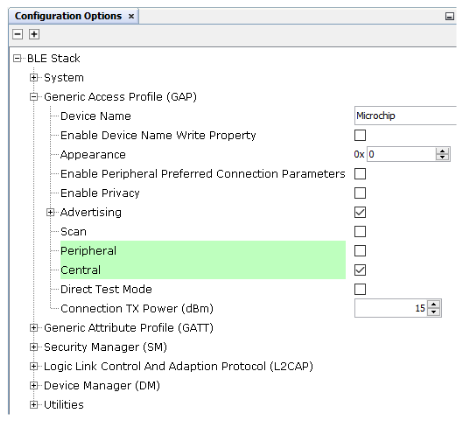 Configuration Options ×
BLE Stack
System
Generic Access Profile (GAP)
Device Name Microchip
Enable Device Name Write Property
Appearance 0x 0
Enable Peripheral Preferred Connection Parameters
Enable Privacy
Advertising
Scan
Peripheral
Central
Direct Test Mode
Connection TX Power (dBm) 15
Generic Attribute Profile (GATT)
Security Manager (SM)
Logic Link Control And Adaption Protocol (L2CAP)
Device Manager (DM)
Utilities